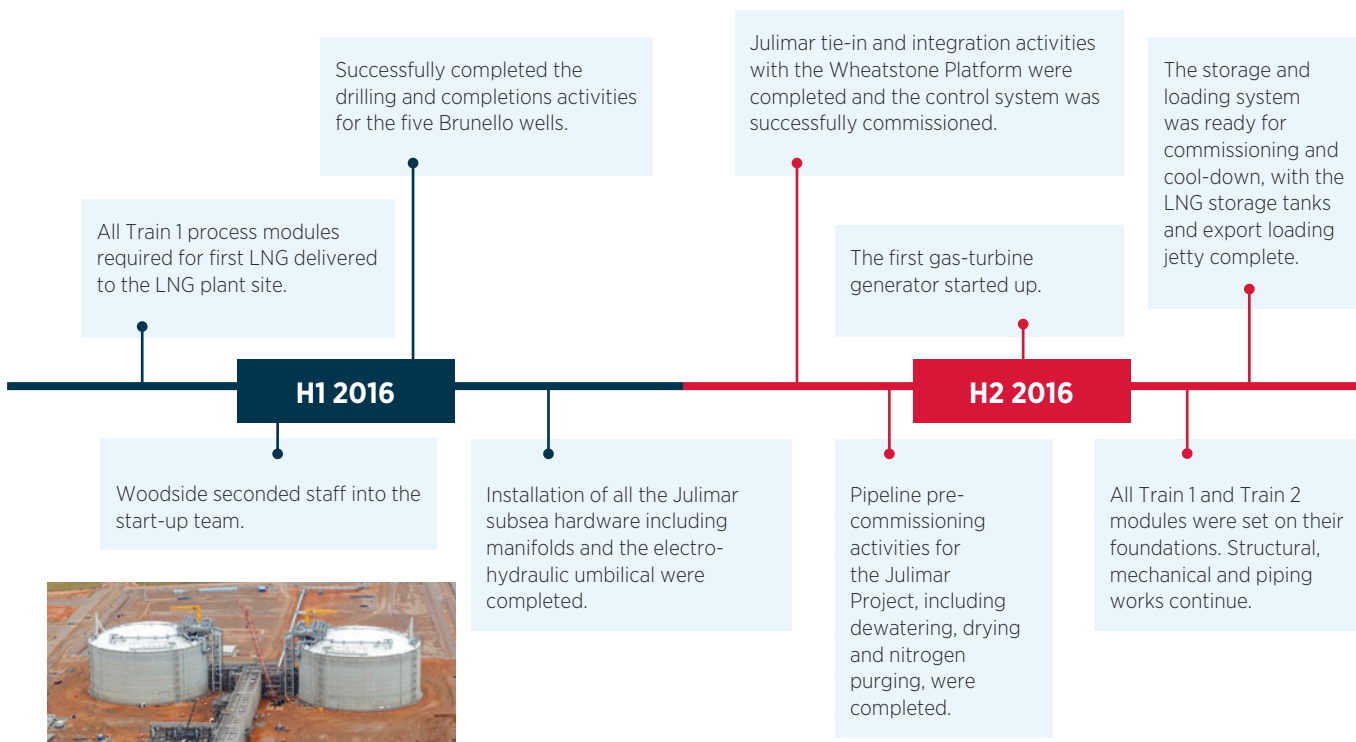 Successfully completed the
drilling and completions activities
for the five Brunello wells.
Julimar tie-in and integration activities
with the Wheatstone Platform were
completed and the control system was
successfully commissioned.
The storage and
loading system
was ready for
commissioning and
cool-down, with the
LNG storage tanks
and export loading
jetty complete.
All Train 1 process modules
required for first LNG delivered
to the LNG plant site.
The first gas-turbine
generator started up.
H1 2016
H2 2016
Woodside seconded staff into the
start-up team.
Installation of all the Julimar
subsea hardware including
manifolds and the electro-
hydraulic umbilical were
completed.
Pipeline pre-
commissioning
activities for
the Julimar
Project, including
dewatering, drying
and nitrogen
purging, were
completed.
All Train 1 and Train 2
modules were set on their
foundations. Structural,
mechanical and piping
works continue.